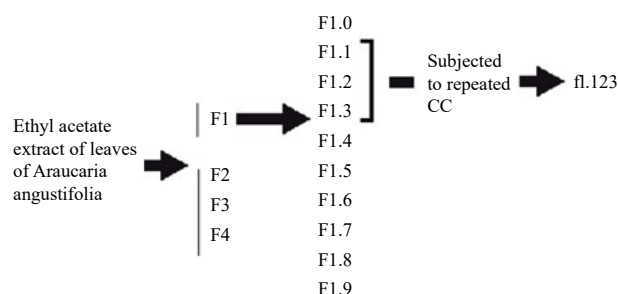 Ethyl acetate
extract of leaves
of Araucaria
angustifolia
F1
F2
F3
F4
F1.0
F1.1
F1.2
F1.3
F1.4
F1.5
F1.6
F1.7
F1.8
F1.9
Subjected
to repeated
CC
fl.123